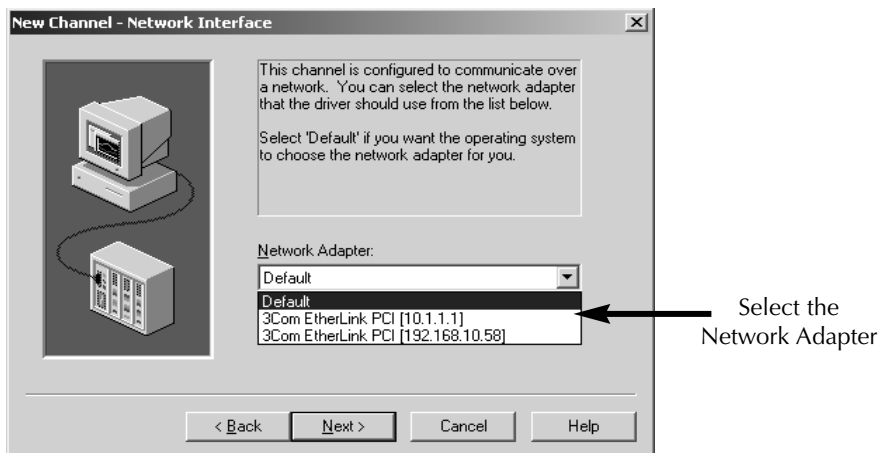 New Channel - Network Interface
This channel is configured to communicate over
a network. You can select the network adapter
that the driver should use from the list below.
Select 'Default' if you want the operating system
to choose the network adapter for you.
Network Adapter:
Default
Default
3Com EtherLink PCI [10.1.1.1]
3Com EtherLink PCI [192.168.10.58]
Select the
Network Adapter
< Back
Next >
Cancel
Help